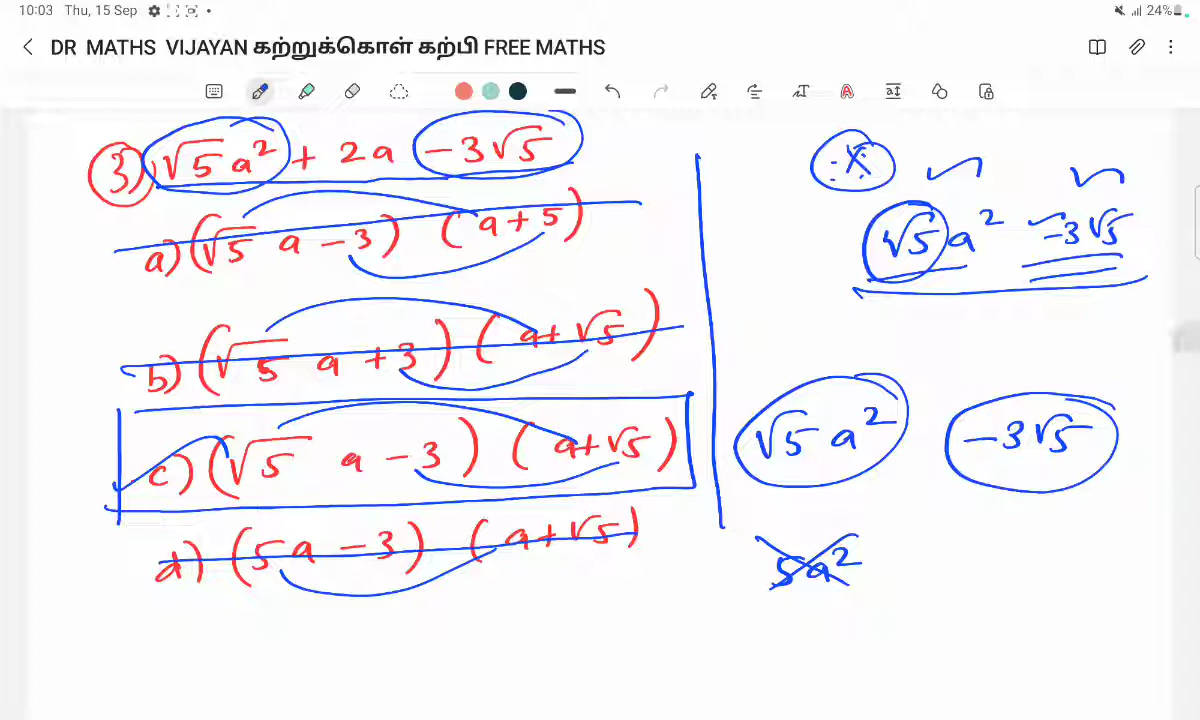 10:03 Thu, 15 Sep 24%
DR MATHS VIJAYAN கற்றுக்கொள் கற்பி FREE MATHS
3) √5 a² + 2a - 3√5
a) (√5 a - 3) (a + 5)
b) (√5 a + 3) (a + √5)
c) (√5 a - 3) (a + √5)
d) (5a - 3) (a + √5)
√5 a² -3√5
√5 a² -3√5
5a²